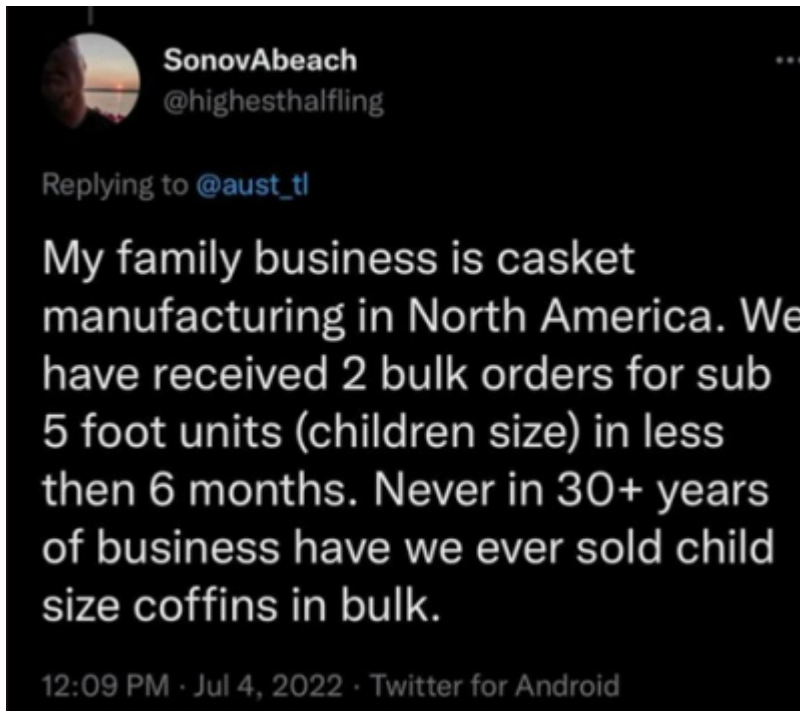 SonovAbeach
@highesthalfling
Replying to @aust_tl
My family business is casket
manufacturing in North America. We
have received 2 bulk orders for sub
5 foot units (children size) in less
then 6 months. Never in 30+ years
of business have we ever sold child
size coffins in bulk.
12:09 PM · Jul 4, 2022 · Twitter for Android